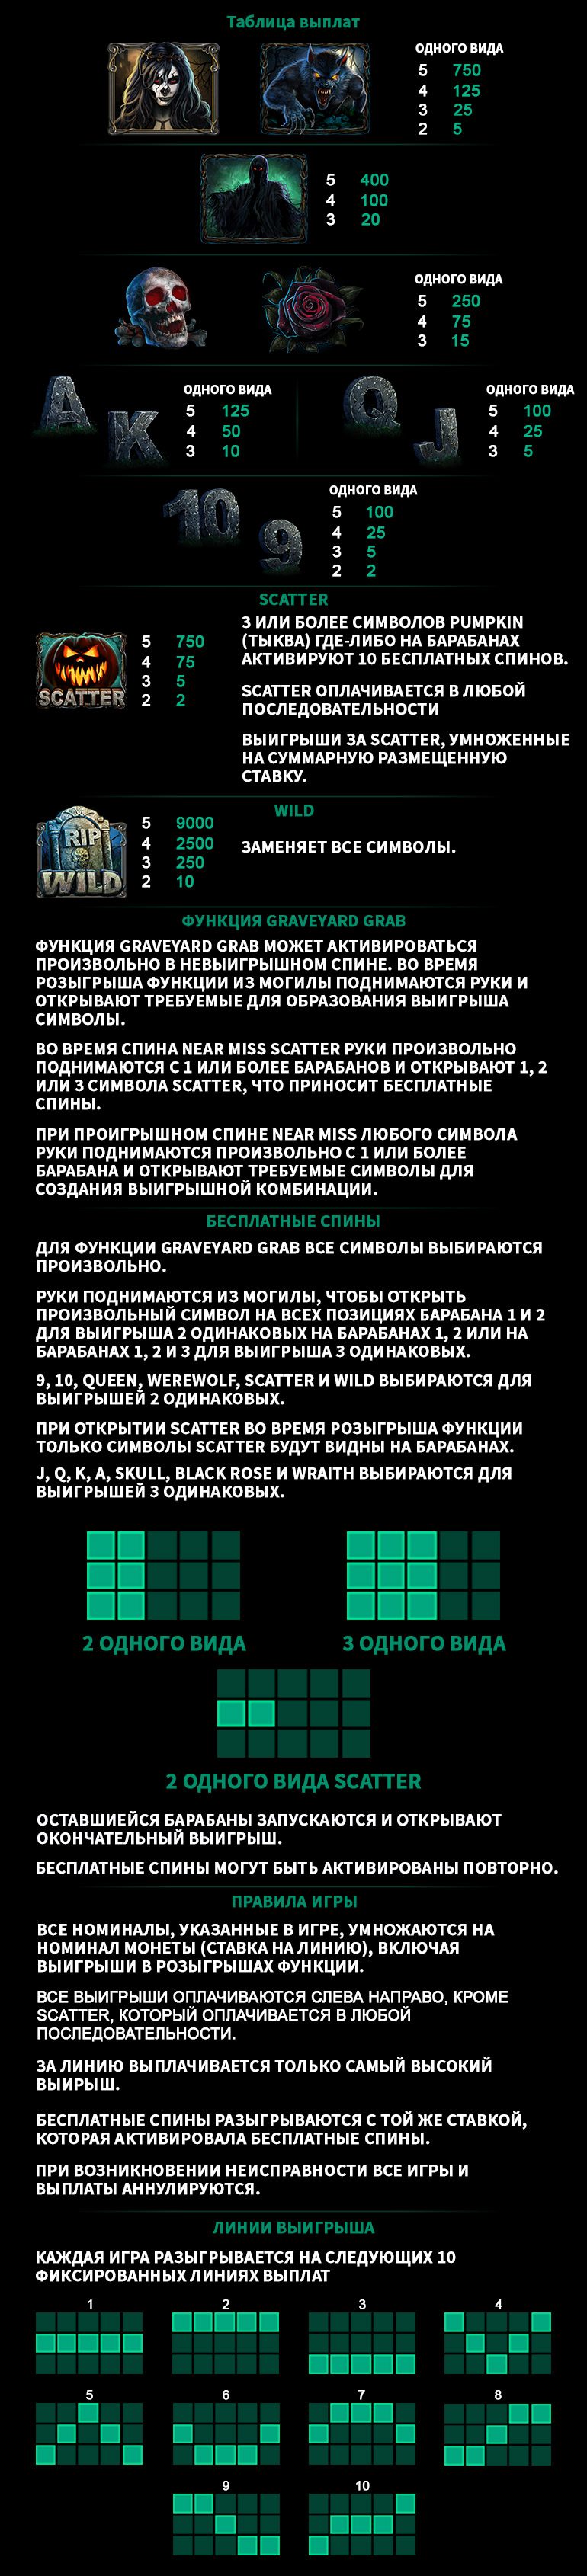 Таблица выплат
ОДНОГО ВИДА
5 750
4 125
3 25
2 5
5 400
4 100
3 20
ОДНОГО ВИДА
5 250
4 75
3 15
A K
ОДНОГО ВИДА
5 125
4 50
3 10
Q J
ОДНОГО ВИДА
5 100
4 25
3 5
10 9
ОДНОГО ВИДА
5 100
4 25
3 5
2 2
SCATTER
SCATTER
5 750
4 75
3 5
2 2
3 ИЛИ БОЛЕЕ СИМВОЛОВ PUMPKIN
(ТЫКВА) ГДЕ-ЛИБО НА БАРАБАНАХ
АКТИВИРУЮТ 10 БЕСПЛАТНЫХ СПИНОВ.
SCATTER ОПЛАЧИВАЕТСЯ В ЛЮБОЙ
ПОСЛЕДОВАТЕЛЬНОСТИ
ВЫИГРЫШИ ЗА SCATTER, УМНОЖЕННЫЕ
НА СУММАРНУЮ РАЗМЕЩЕННУЮ
СТАВКУ.
WILD
RIP
WILD
5 9000
4 2500
3 250
2 10
ЗАМЕНЯЕТ ВСЕ СИМВОЛЫ.
ФУНКЦИЯ GRAVEYARD GRAB
ФУНКЦИЯ GRAVEYARD GRAB МОЖЕТ АКТИВИРОВАТЬСЯ
ПРОИЗВОЛЬНО В НЕВЫИГРЫШНОМ СПИНЕ. ВО ВРЕМЯ
РОЗЫГРЫША ФУНКЦИИ ИЗ МОГИЛЫ ПОДНИМАЮТСЯ РУКИ И
ОТКРЫВАЮТ ТРЕБУЕМЫЕ ДЛЯ ОБРАЗОВАНИЯ ВЫИГРЫША
СИМВОЛЫ.
ВО ВРЕМЯ СПИНА NEAR MISS SCATTER РУКИ ПРОИЗВОЛЬНО
ПОДНИМАЮТСЯ С 1 ИЛИ БОЛЕЕ БАРАБАНОВ И ОТКРЫВАЮТ 1, 2
ИЛИ 3 СИМВОЛА SCATTER, ЧТО ПРИНОСИТ БЕСПЛАТНЫЕ
СПИНЫ.
ПРИ ПРОИГРЫШНОМ СПИНЕ NEAR MISS ЛЮБОГО СИМВОЛА
РУКИ ПОДНИМАЮТСЯ ПРОИЗВОЛЬНО С 1 ИЛИ БОЛЕЕ
БАРАБАНА И ОТКРЫВАЮТ ТРЕБУЕМЫЕ СИМВОЛЫ ДЛЯ
СОЗДАНИЯ ВЫИГРЫШНОЙ КОМБИНАЦИИ.
БЕСПЛАТНЫЕ СПИНЫ
ДЛЯ ФУНКЦИИ GRAVEYARD GRAB ВСЕ СИМВОЛЫ ВЫБИРАЮТСЯ
ПРОИЗВОЛЬНО.
РУКИ ПОДНИМАЮТСЯ ИЗ МОГИЛЫ, ЧТОБЫ ОТКРЫТЬ
ПРОИЗВОЛЬНЫЙ СИМВОЛ НА ВСЕХ ПОЗИЦИЯХ БАРАБАНА 1 И 2
ДЛЯ ВЫИГРЫША 2 ОДИНАКОВЫХ НА БАРАБАНАХ 1, 2 ИЛИ НА
БАРАБАНАХ 1, 2 И 3 ДЛЯ ВЫИГРЫША 3 ОДИНАКОВЫХ.
9, 10, QUEEN, WEREWOLF, SCATTER И WILD ВЫБИРАЮТСЯ ДЛЯ
ВЫИГРЫШЕЙ 2 ОДИНАКОВЫХ.
ПРИ ОТКРЫТИИ SCATTER ВО ВРЕМЯ РОЗЫГРЫША ФУНКЦИИ
ТОЛЬКО СИМВОЛЫ SCATTER БУДУТ ВИДНЫ НА БАРАБАНАХ.
J, Q, K, A, SKULL, BLACK ROSE И WRAITH ВЫБИРАЮТСЯ ДЛЯ
ВЫИГРЫШЕЙ 3 ОДИНАКОВЫХ.
2 ОДНОГО ВИДА
3 ОДНОГО ВИДА
2 ОДНОГО ВИДА SCATTER
ОСТАВШИЕЙСЯ БАРАБАНЫ ЗАПУСКАЮТСЯ И ОТКРЫВАЮТ
ОКОНЧАТЕЛЬНЫЙ ВЫИГРЫШ.
БЕСПЛАТНЫЕ СПИНЫ МОГУТ БЫТЬ АКТИВИРОВАНЫ ПОВТОРНО.
ПРАВИЛА ИГРЫ
ВСЕ НОМИНАЛЫ, УКАЗАННЫЕ В ИГРЕ, УМНОЖАЮТСЯ НА
НОМИНАЛ МОНЕТЫ (СТАВКА НА ЛИНИЮ), ВКЛЮЧАЯ
ВЫИГРЫШИ В РОЗЫГРЫШАХ ФУНКЦИИ.
ВСЕ ВЫИГРЫШИ ОПЛАЧИВАЮТСЯ СЛЕВА НАПРАВО, КРОМЕ
SCATTER, КОТОРЫЙ ОПЛАЧИВАЕТСЯ В ЛЮБОЙ
ПОСЛЕДОВАТЕЛЬНОСТИ.
ЗА ЛИНИЮ ВЫПЛАЧИВАЕТСЯ ТОЛЬКО САМЫЙ ВЫСОКИЙ
ВЫИРЫШ.
БЕСПЛАТНЫЕ СПИНЫ РАЗЫГРЫВАЮТСЯ С ТОЙ ЖЕ СТАВКОЙ,
КОТОРАЯ АКТИВИРОВАЛА БЕСПЛАТНЫЕ СПИНЫ.
ПРИ ВОЗНИКНОВЕНИИ НЕИСПРАВНОСТИ ВСЕ ИГРЫ И
ВЫПЛАТЫ АННУЛИРУЮТСЯ.
ЛИНИИ ВЫИГРЫША
КАЖДАЯ ИГРА РАЗЫГРЫВАЕТСЯ НА СЛЕДУЮЩИХ 10
ФИКСИРОВАННЫХ ЛИНИЯХ ВЫПЛАТ
1 2 3 4
5 6 7 8
9 10